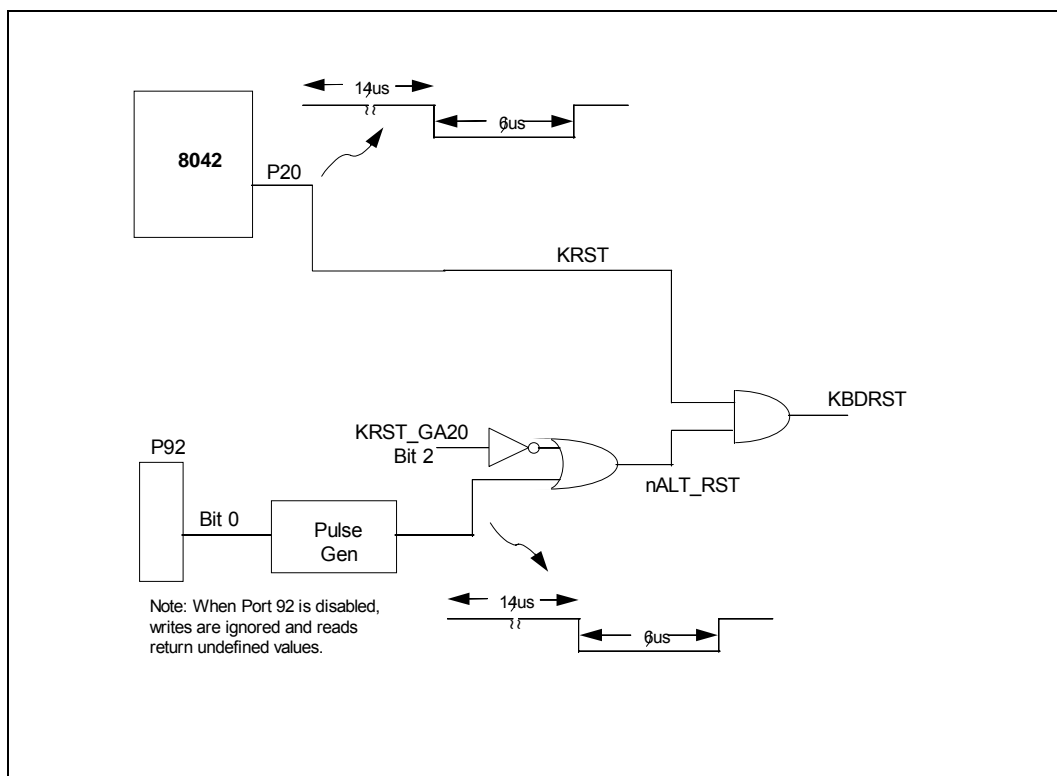 14us
6us
8042
P20
KRST
KBDRST
KRST_GA20
Bit 2
nALT_RST
P92
Bit 0
Pulse
Gen
14us
6us
Note: When Port 92 is disabled,
writes are ignored and reads
return undefined values.